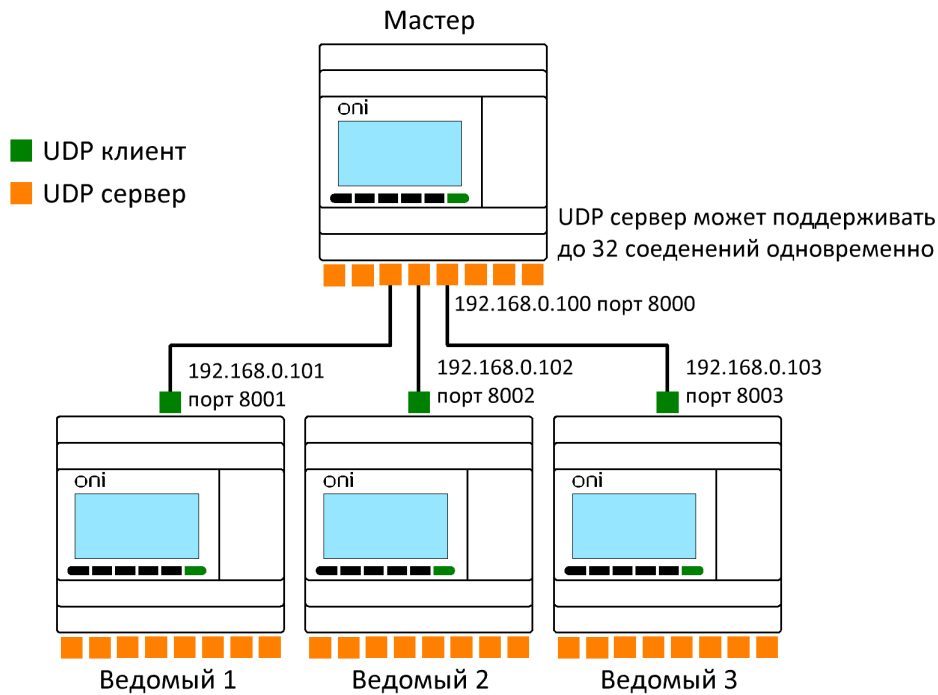 Мастер
oni
UDP клиент
UDP сервер
UDP сервер может поддерживать
до 32 соеденений одновременно
192.168.0.100 порт 8000
192.168.0.101
порт 8001
192.168.0.102
порт 8002
192.168.0.103
порт 8003
oni
oni
oni
Ведомый 1
Ведомый 2
Ведомый 3